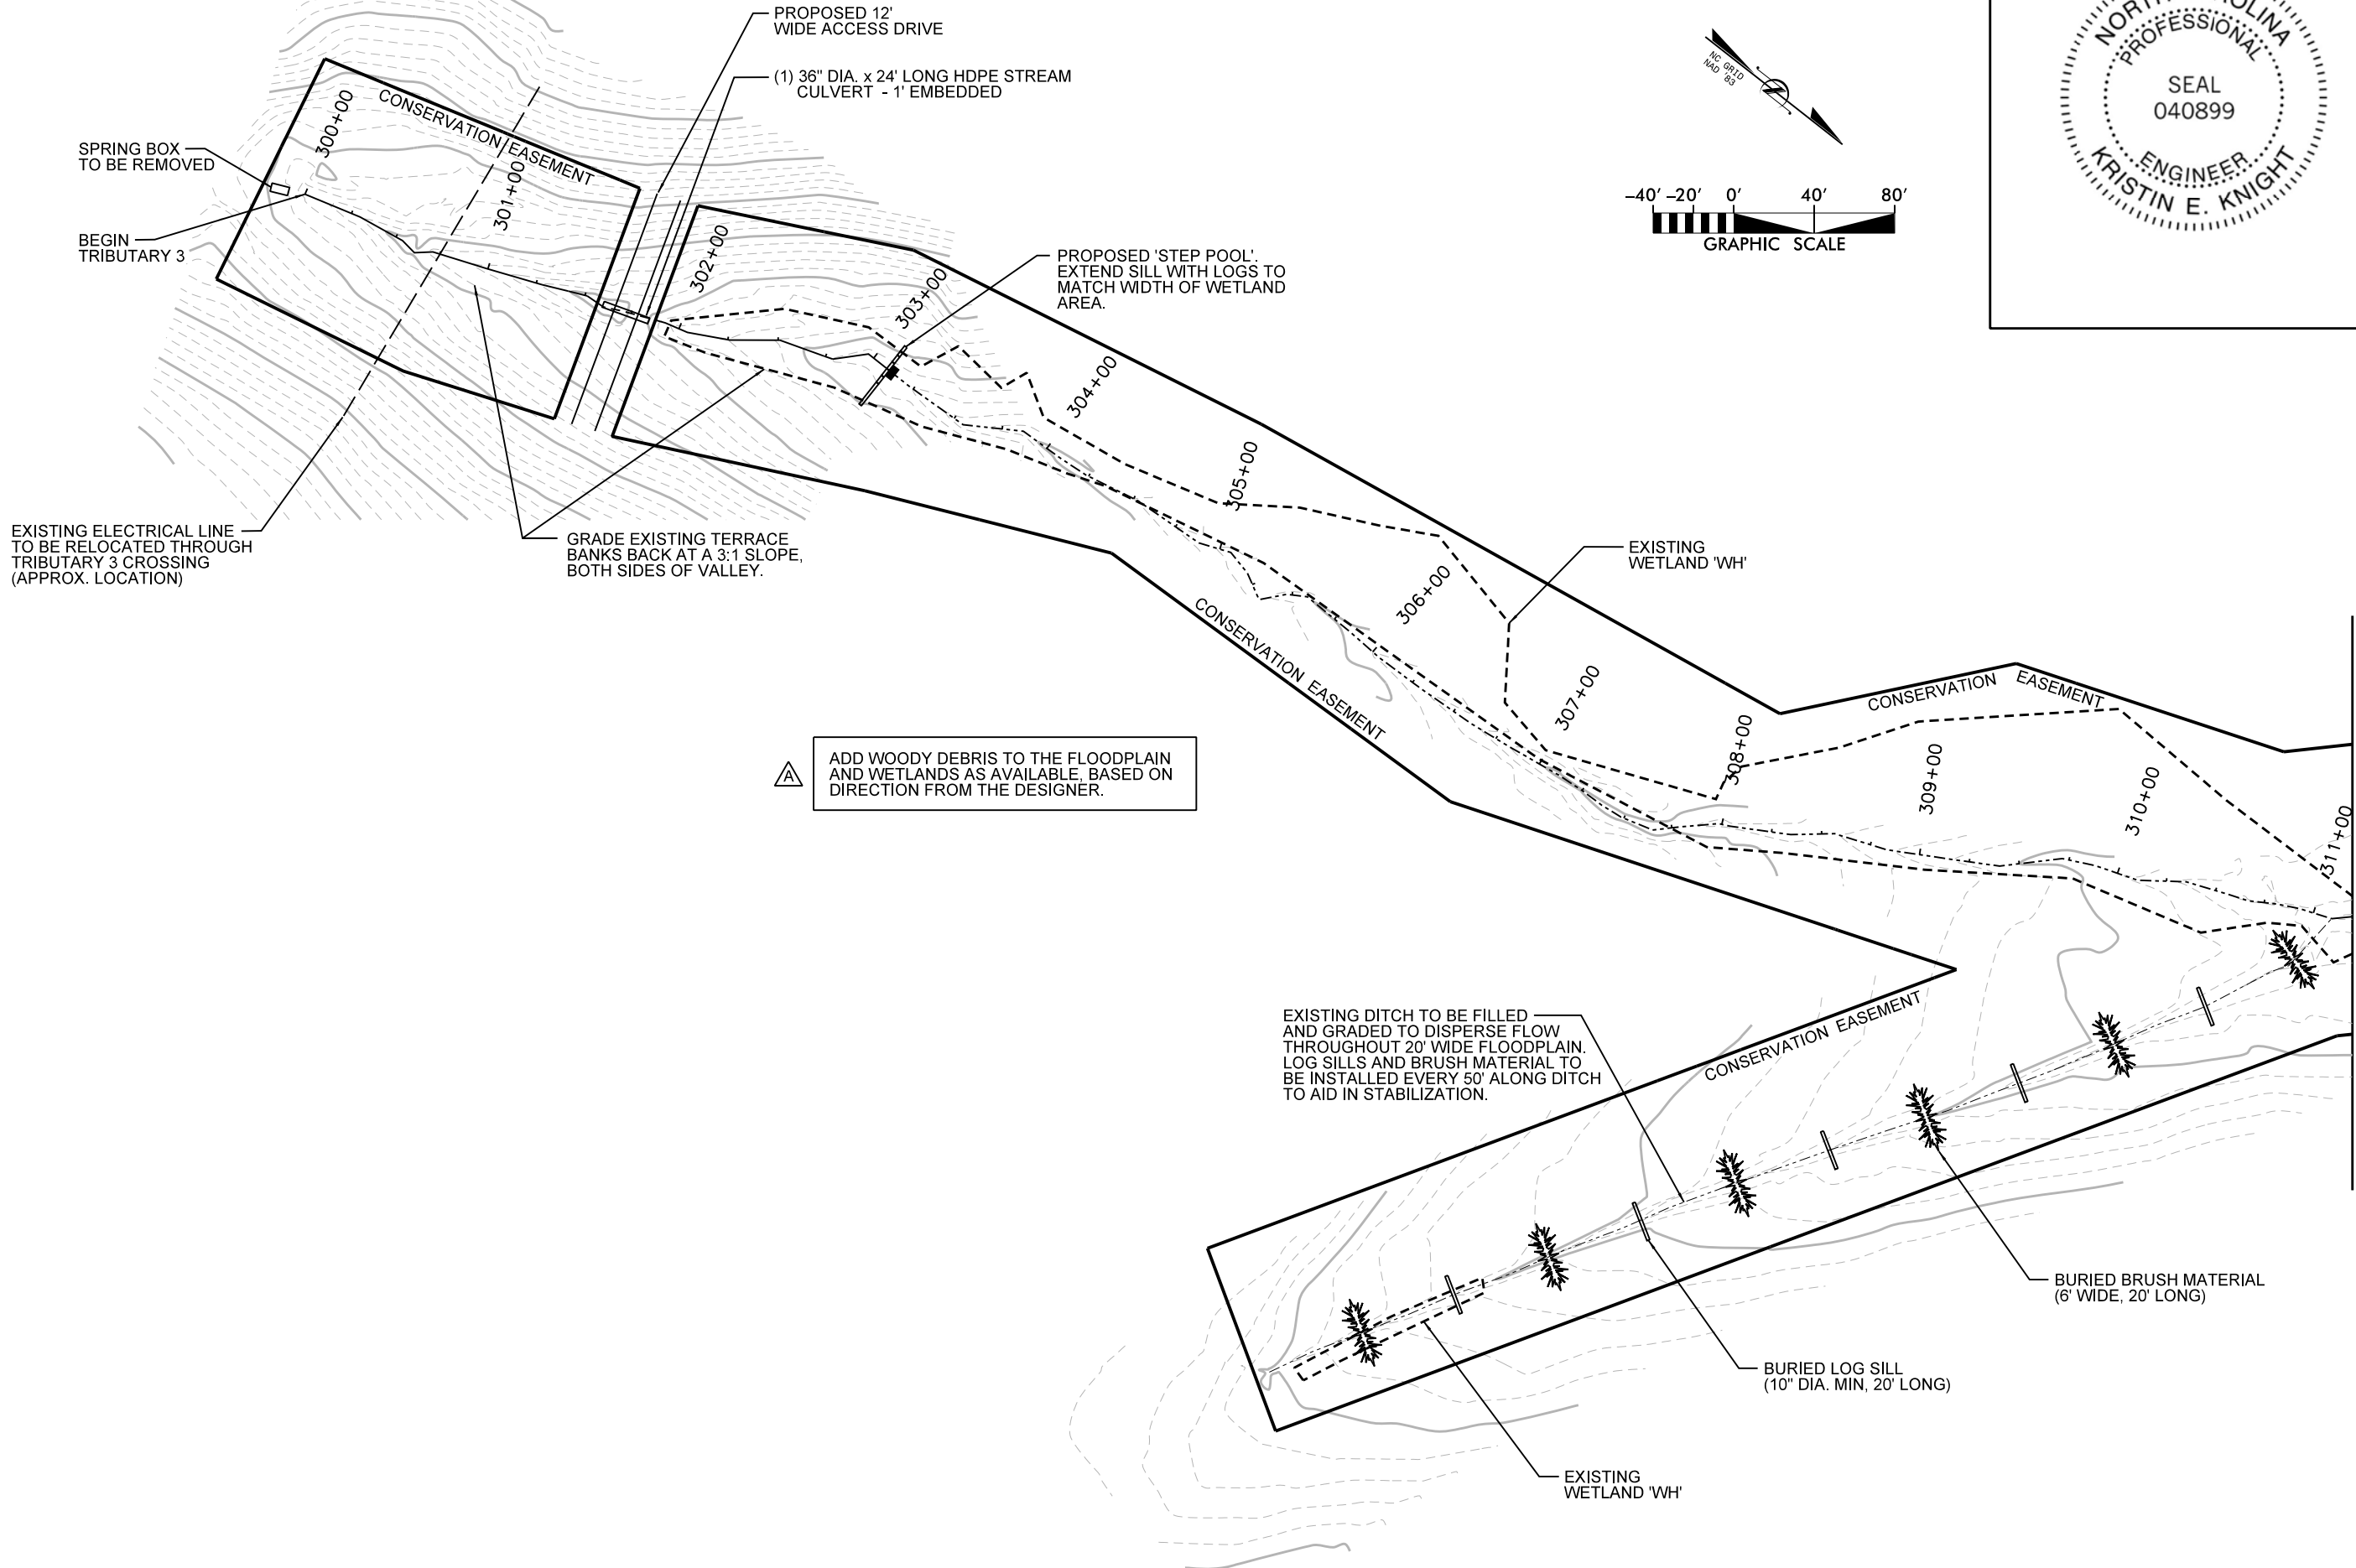 PROPOSED 12'
WIDE ACCESS DRIVE
(1) 36" DIA. x 24' LONG HDPE STREAM
CULVERT - 1' EMBEDDED
SPRING BOX
TO BE REMOVED
BEGIN
TRIBUTARY 3
300+00
CONSERVATION EASEMENT
301+00
302+00
303+00
PROPOSED 'STEP POOL'.
EXTEND SILL WITH LOGS TO
MATCH WIDTH OF WETLAND
AREA.
NC GRID
NAD '83
-40' -20' 0' 40' 80'
GRAPHIC SCALE
PROFESSIONAL
SEAL
040899
ENGINEER
KRISTIN E. KNIGHT
EXISTING ELECTRICAL LINE
TO BE RELOCATED THROUGH
TRIBUTARY 3 CROSSING
(APPROX. LOCATION)
GRADE EXISTING TERRACE
BANKS BACK AT A 3:1 SLOPE,
BOTH SIDES OF VALLEY.
304+00
305+00
306+00
EXISTING
WETLAND 'WH'
CONSERVATION EASEMENT
307+00
308+00
CONSERVATION EASEMENT
309+00
310+00
311+00
A
ADD WOODY DEBRIS TO THE FLOODPLAIN
AND WETLANDS AS AVAILABLE, BASED ON
DIRECTION FROM THE DESIGNER.
EXISTING DITCH TO BE FILLED
AND GRADED TO DISPERSE FLOW
THROUGHOUT 20' WIDE FLOODPLAIN.
LOG SILLS AND BRUSH MATERIAL TO
BE INSTALLED EVERY 50' ALONG DITCH
TO AID IN STABILIZATION.
CONSERVATION EASEMENT
BURIED BRUSH MATERIAL
(6' WIDE, 20' LONG)
BURIED LOG SILL
(10" DIA. MIN, 20' LONG)
EXISTING
WETLAND 'WH'